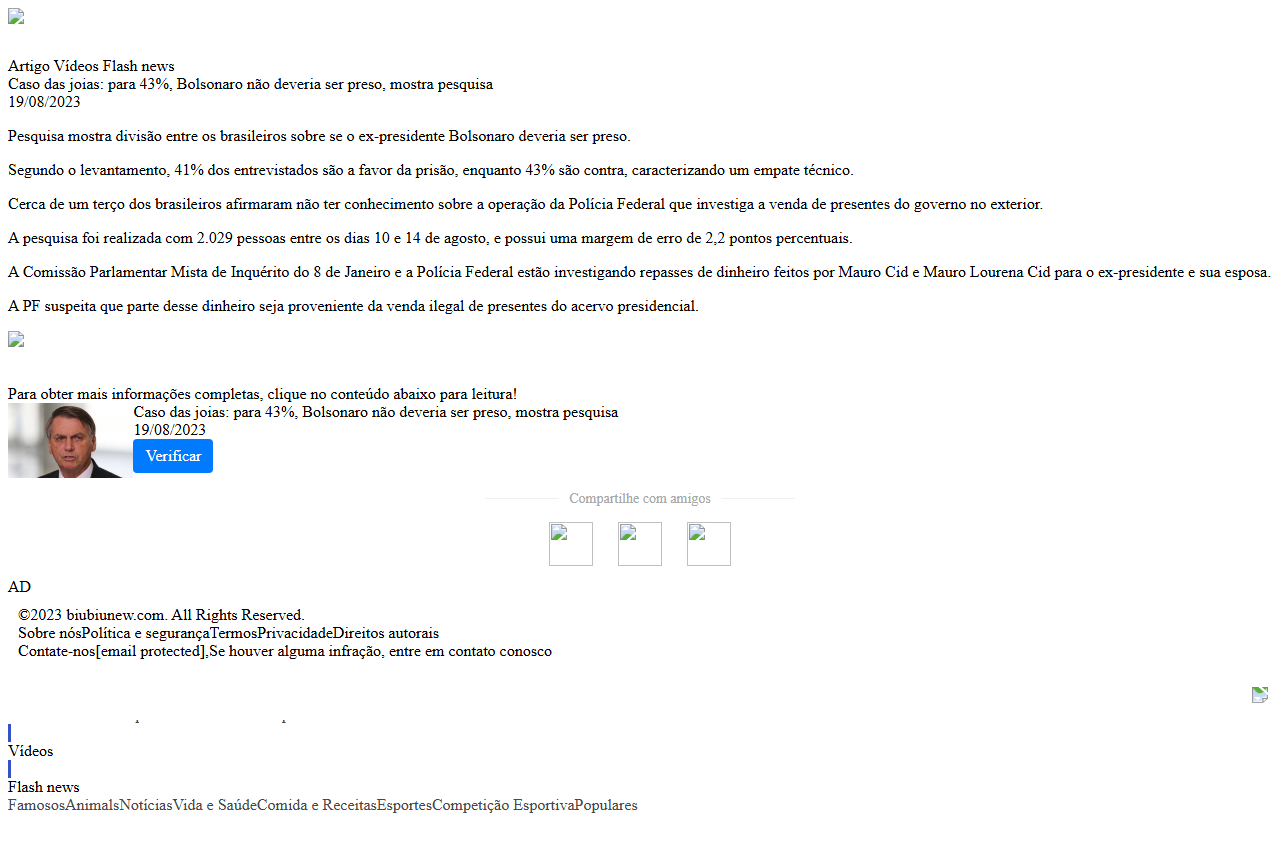 Artigo Vídeos Flash news
Caso das joias: para 43%, Bolsonaro não deveria ser preso, mostra pesquisa
19/08/2023
Pesquisa mostra divisão entre os brasileiros sobre se o ex-presidente Bolsonaro deveria ser preso.
Segundo o levantamento, 41% dos entrevistados são a favor da prisão, enquanto 43% são contra, caracterizando um empate técnico.
Cerca de um terço dos brasileiros afirmaram não ter conhecimento sobre a operação da Polícia Federal que investiga a venda de presentes do governo no exterior.
A pesquisa foi realizada com 2.029 pessoas entre os dias 10 e 14 de agosto, e possui uma margem de erro de 2,2 pontos percentuais.
A Comissão Parlamentar Mista de Inquérito do 8 de Janeiro e a Polícia Federal estão investigando repasses de dinheiro feitos por Mauro Cid e Mauro Lourena Cid para o ex-presidente e sua esposa.
A PF suspeita que parte desse dinheiro seja proveniente da venda ilegal de presentes do acervo presidencial.
Para obter mais informações completas, clique no conteúdo abaixo para leitura!
Caso das joias: para 43%, Bolsonaro não deveria ser preso, mostra pesquisa
19/08/2023
Verificar
Compartilhe com amigos
AD
©2023 biubiunew.com. All Rights Reserved.
Sobre nósPolítica e segurançaTermosPrivacidadeDireitos autorais
Contate-nos[email protected],Se houver alguma infração, entre em contato conosco
Vídeos
Flash news
FamososAnimalsNotíciasVida e SaúdeComida e ReceitasEsportesCompetição EsportivaPopulares